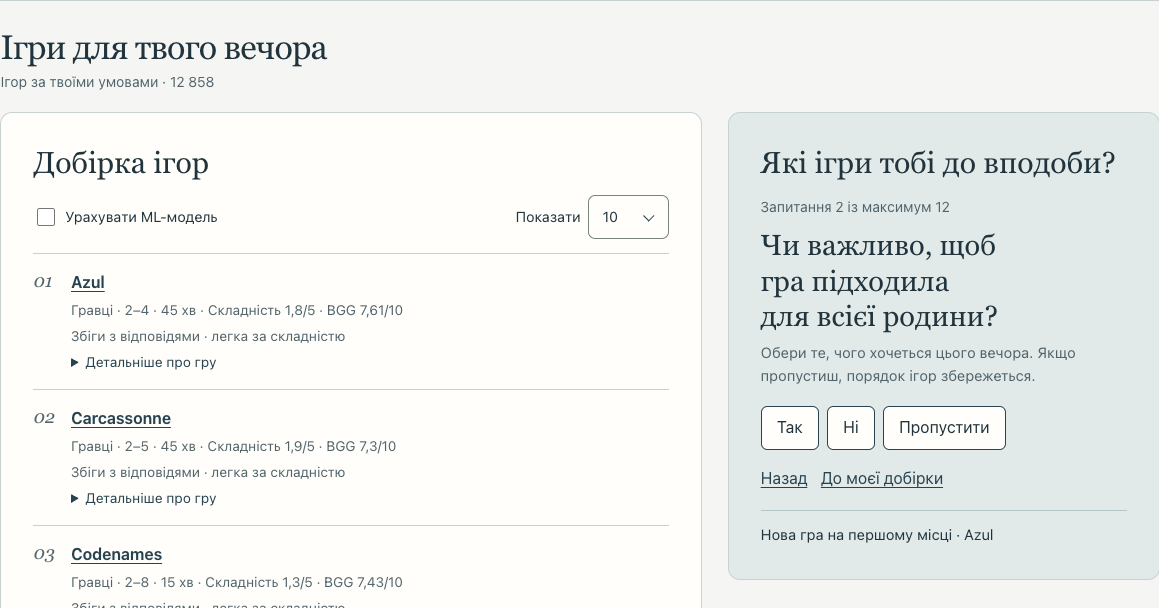 Ігри для твого вечора
Ігор за твоїми умовами · 12 858
Добірка ігор
Урахувати ML-модель
Показати 10
01 Azul
Гравці · 2–4 · 45 хв · Складність 1,8/5 · BGG 7,61/10
Збіги з відповідями · легка за складністю
Детальніше про гру
02 Carcassonne
Гравці · 2–5 · 45 хв · Складність 1,9/5 · BGG 7,3/10
Збіги з відповідями · легка за складністю
Детальніше про гру
03 Codenames
Гравці · 2–8 · 15 хв · Складність 1,3/5 · BGG 7,43/10
Збіги з відповідями · легка за складністю
Які ігри тобі до вподоби?
Запитання 2 із максимум 12
Чи важливо, щоб
гра підходила
для всієї родини?
Обери те, чого хочеться цього вечора. Якщо
пропустиш, порядок ігор збережеться.
Так Ні Пропустити
Назад До моєї добірки
Нова гра на першому місці · Azul